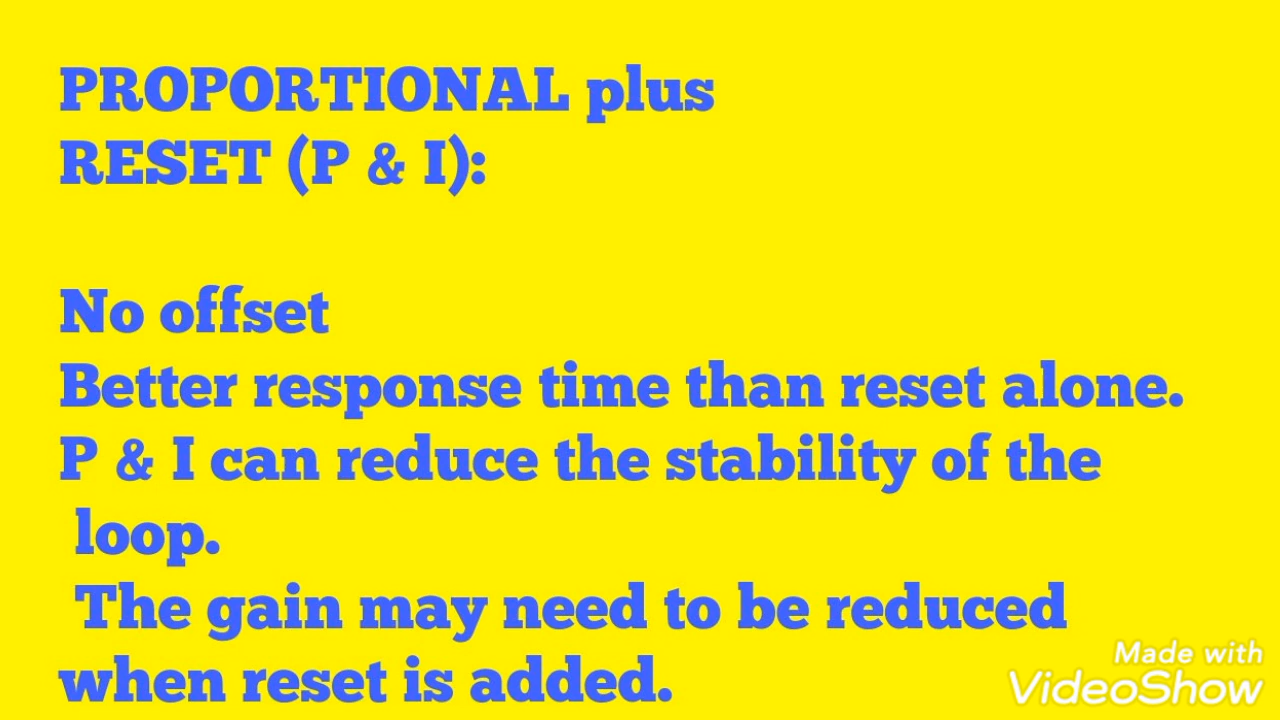 PROPORTIONAL plus
RESET (P & I):
No offset
Better response time than reset alone.
P & I can reduce the stability of the
loop.
The gain may need to be reduced
when reset is added.
Made with
VideoShow